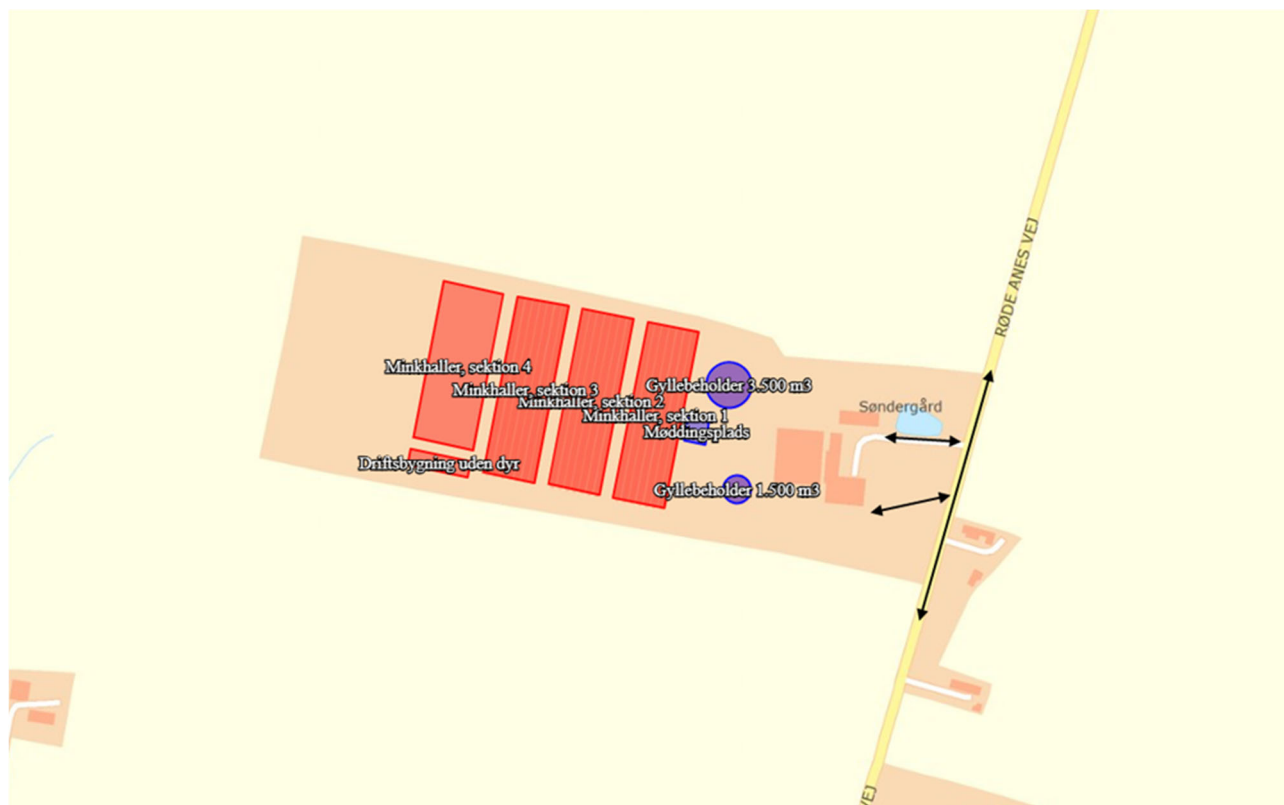 RØDE ANES VEJ
Minkhaller, sektion 4
Minkhaller, sektion 3
Minkhaller, sektion 2
Minkhaller, sektion 1
Gyllebeholder 3.500 m3
Søndergård
Møddingsplads
Driftsbygning uden dyr
Gyllebeholder 1.500 m3
VEJ